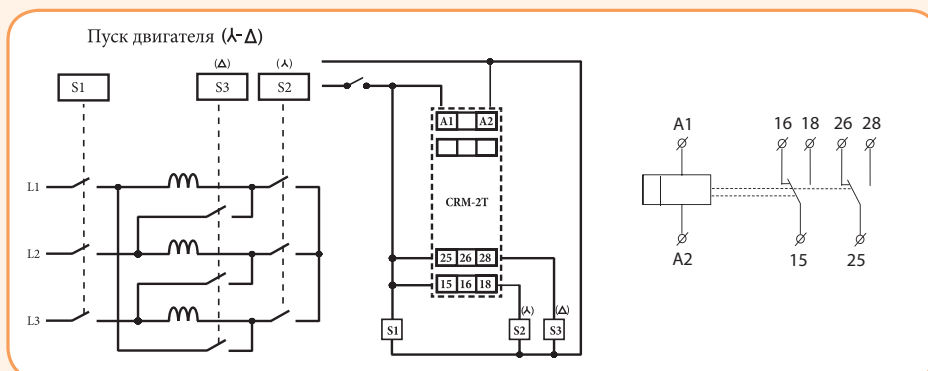 Пуск двигателя (⅄-Δ)
(Δ) (⅄)
S1 S3 S2
A1 A2
CRM-2T
L1
L2
L3
25 26 28
15 16 18
S1 S2 (⅄) S3 (Δ)
A1 16 18 26 28
A2 15 25